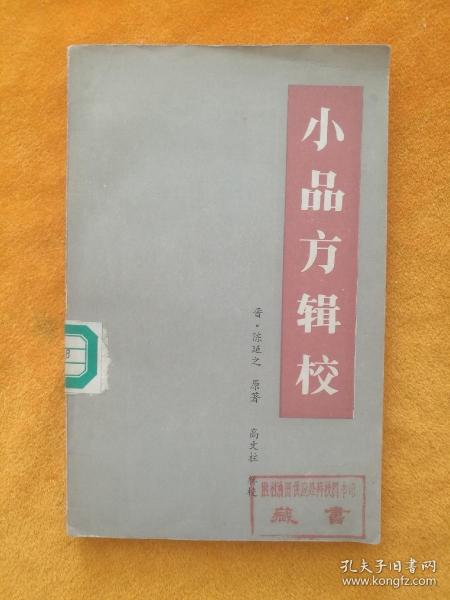 小品方辑校
晋·陈延之 原著
高文柱
藏書
孔夫子旧书网
www.kongfz.com